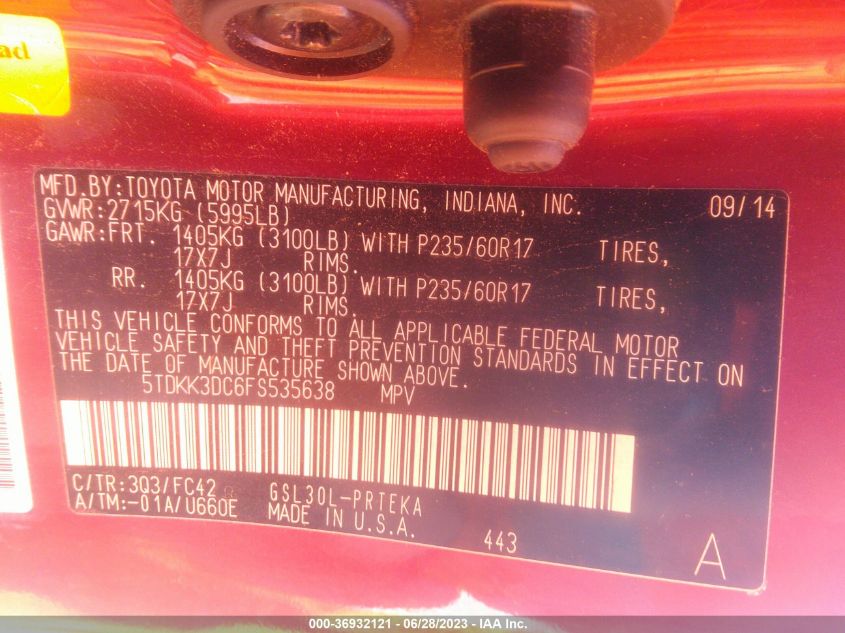 ad
MFD.BY:TOYOTA MOTOR MANUFACTURING, INDIANA, INC. 09/14
GVWR:2715KG (5995LB)
GAWR:FRT. 1405KG (3100LB) WITH P235/60R17 TIRES,
17X7J RIMS.
RR. 1405KG (3100LB) WITH P235/60R17 TIRES,
17X7J RIMS.
THIS VEHICLE CONFORMS TO ALL APPLICABLE FEDERAL MOTOR
VEHICLE SAFETY AND THEFT PREVENTION STANDARDS IN EFFECT ON
THE DATE OF MANUFACTURE SHOWN ABOVE.
5TDKK3DC6FS535638 MPV
C/TR:3Q3/FC42 GSL30L-PRTEKA
A/TM:-01A/U660E MADE IN U.S.A. 443
A
000-36932121 - 06/28/2023 - IAA Inc.